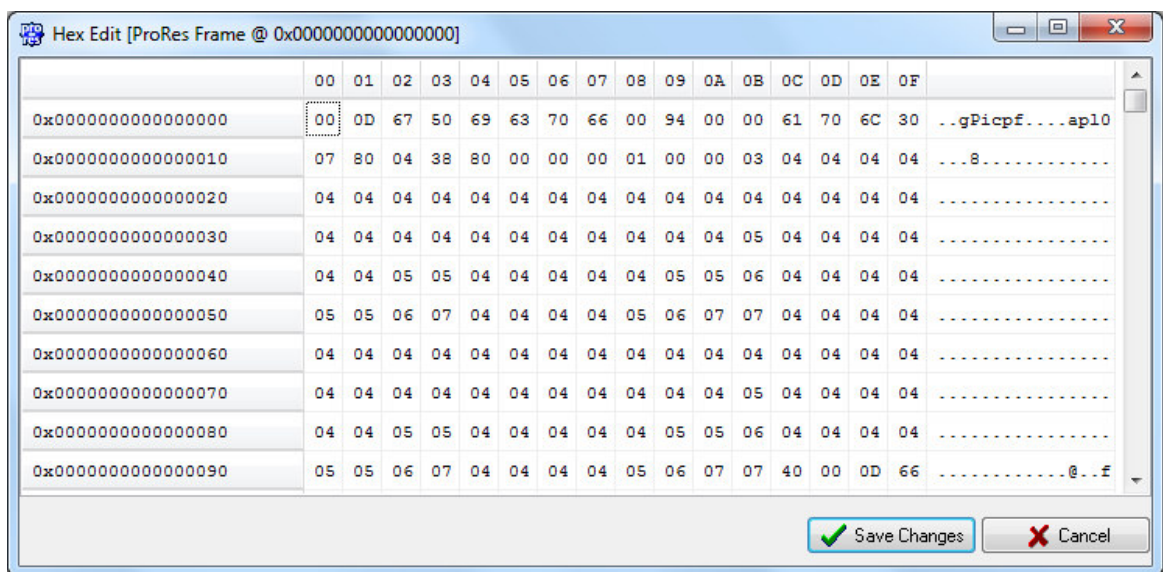 pro res Hex Edit [ProRes Frame @ 0x0000000000000000]
00 01 02 03 04 05 06 07 08 09 0A 0B 0C 0D 0E 0F
0x0000000000000000 00 0D 67 50 69 63 70 66 00 94 00 00 61 70 6C 30 ..gPicpf....apl0
0x0000000000000010 07 80 04 38 80 00 00 00 01 00 00 03 04 04 04 04 ...8............
0x0000000000000020 04 04 04 04 04 04 04 04 04 04 04 04 04 04 04 04 ................
0x0000000000000030 04 04 04 04 04 04 04 04 04 04 04 05 04 04 04 04 ................
0x0000000000000040 04 04 05 05 04 04 04 04 05 05 06 04 04 04 04 ................
0x0000000000000050 05 05 06 07 04 04 04 04 05 06 07 07 04 04 04 04 ................
0x0000000000000060 04 04 04 04 04 04 04 04 04 04 04 04 04 04 04 04 ................
0x0000000000000070 04 04 04 04 04 04 04 04 04 04 04 05 04 04 04 04 ................
0x0000000000000080 04 04 05 05 04 04 04 04 05 05 06 04 04 04 04 ................
0x0000000000000090 05 05 06 07 04 04 04 04 05 06 07 07 40 00 0D 66 ............@..f
Save Changes Cancel